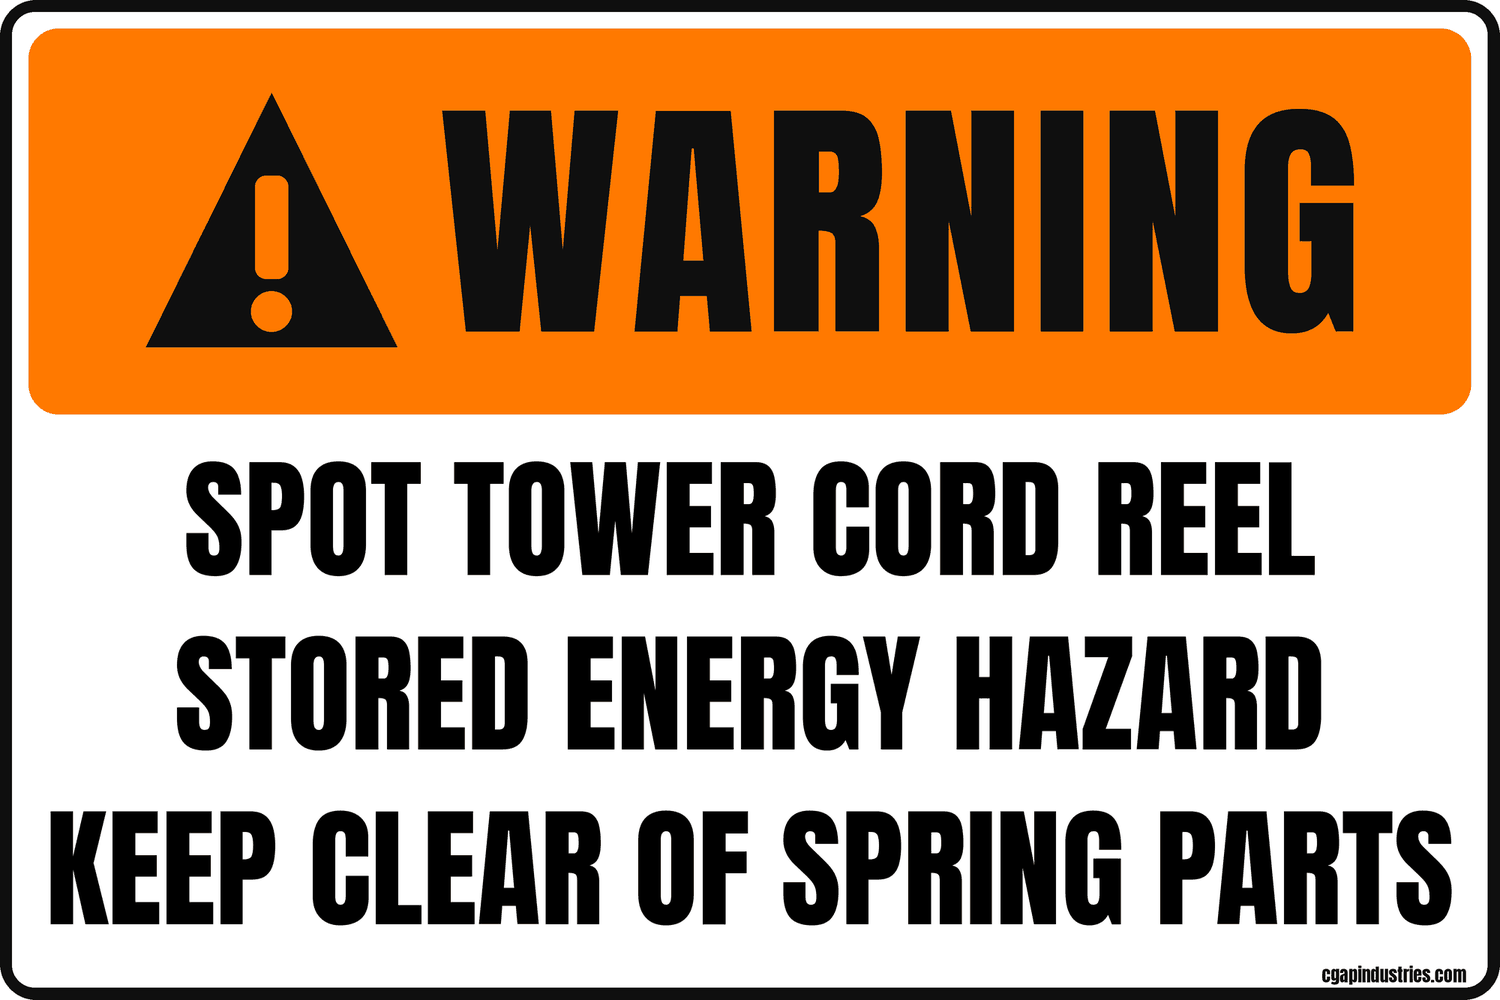 WARNING
SPOT TOWER CORD REEL
STORED ENERGY HAZARD
KEEP CLEAR OF SPRING PARTS
cgapindustries.com